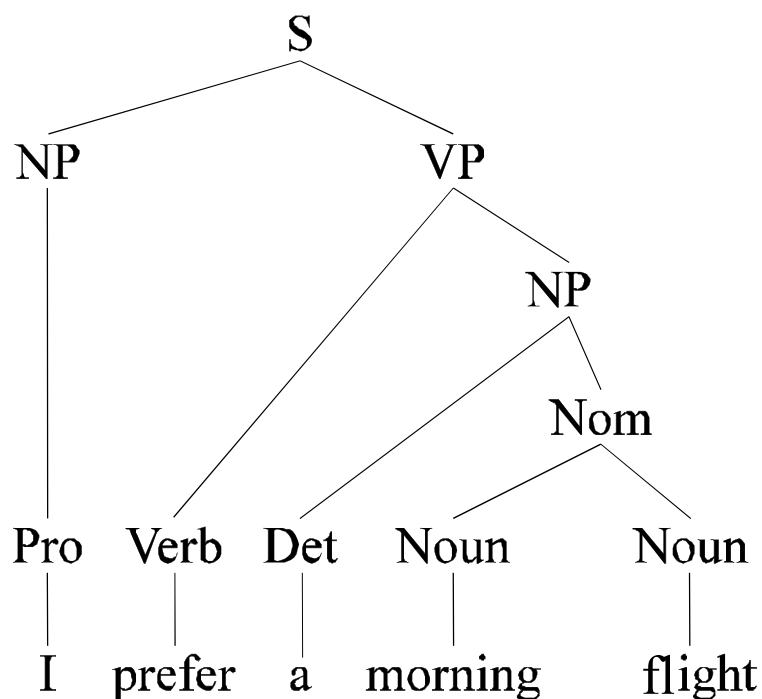 S
NP VP
NP
Nom
Pro Verb Det Noun Noun
I prefer a morning flight